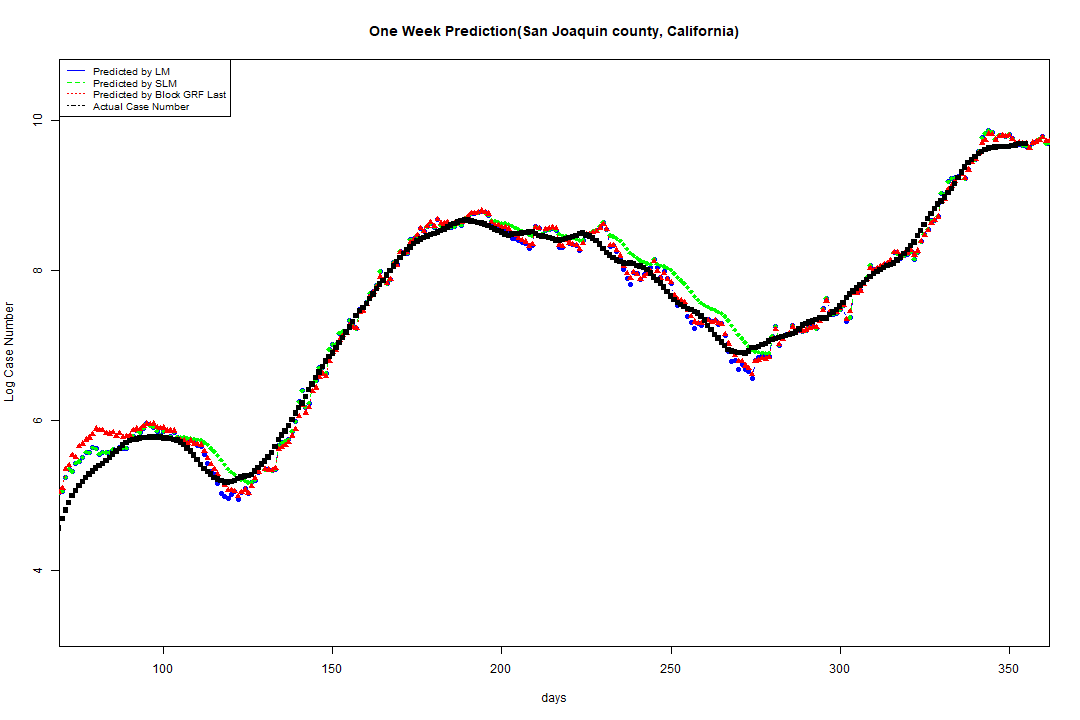 One Week Prediction(San Joaquin county, California)
Predicted by LM
Predicted by SLM
Predicted by Block GRF Last
Actual Case Number
10
8
6
4
Log Case Number
100 150 200 250 300 350
days